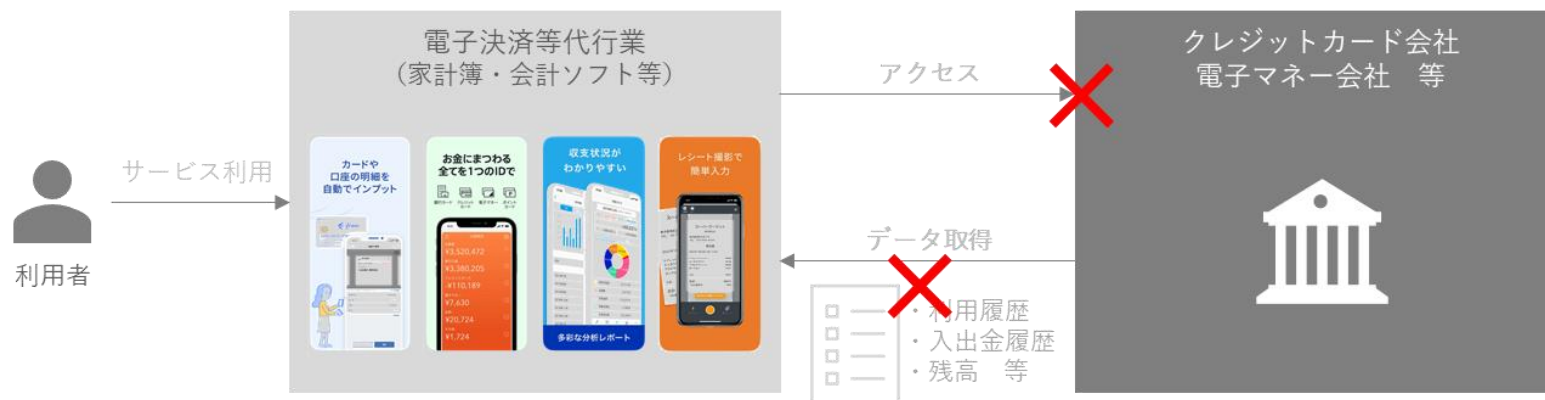 電子決済等代行業
（家計簿・会計ソフト等）
クレジットカード会社
電子マネー会社　等
アクセス
サービス利用
利用者
カードや
口座の明細を
自動でインプット
お金にまつわる
全てを1つのIDで
¥3,520,472
¥3,380,205
-¥110,189
¥7,630
¥20,724
¥1,724
収支状況が
わかりやすい
多彩な分析レポート
レシート撮影で
簡単入力
データ取得
・利用履歴
・入出金履歴
・残高　等